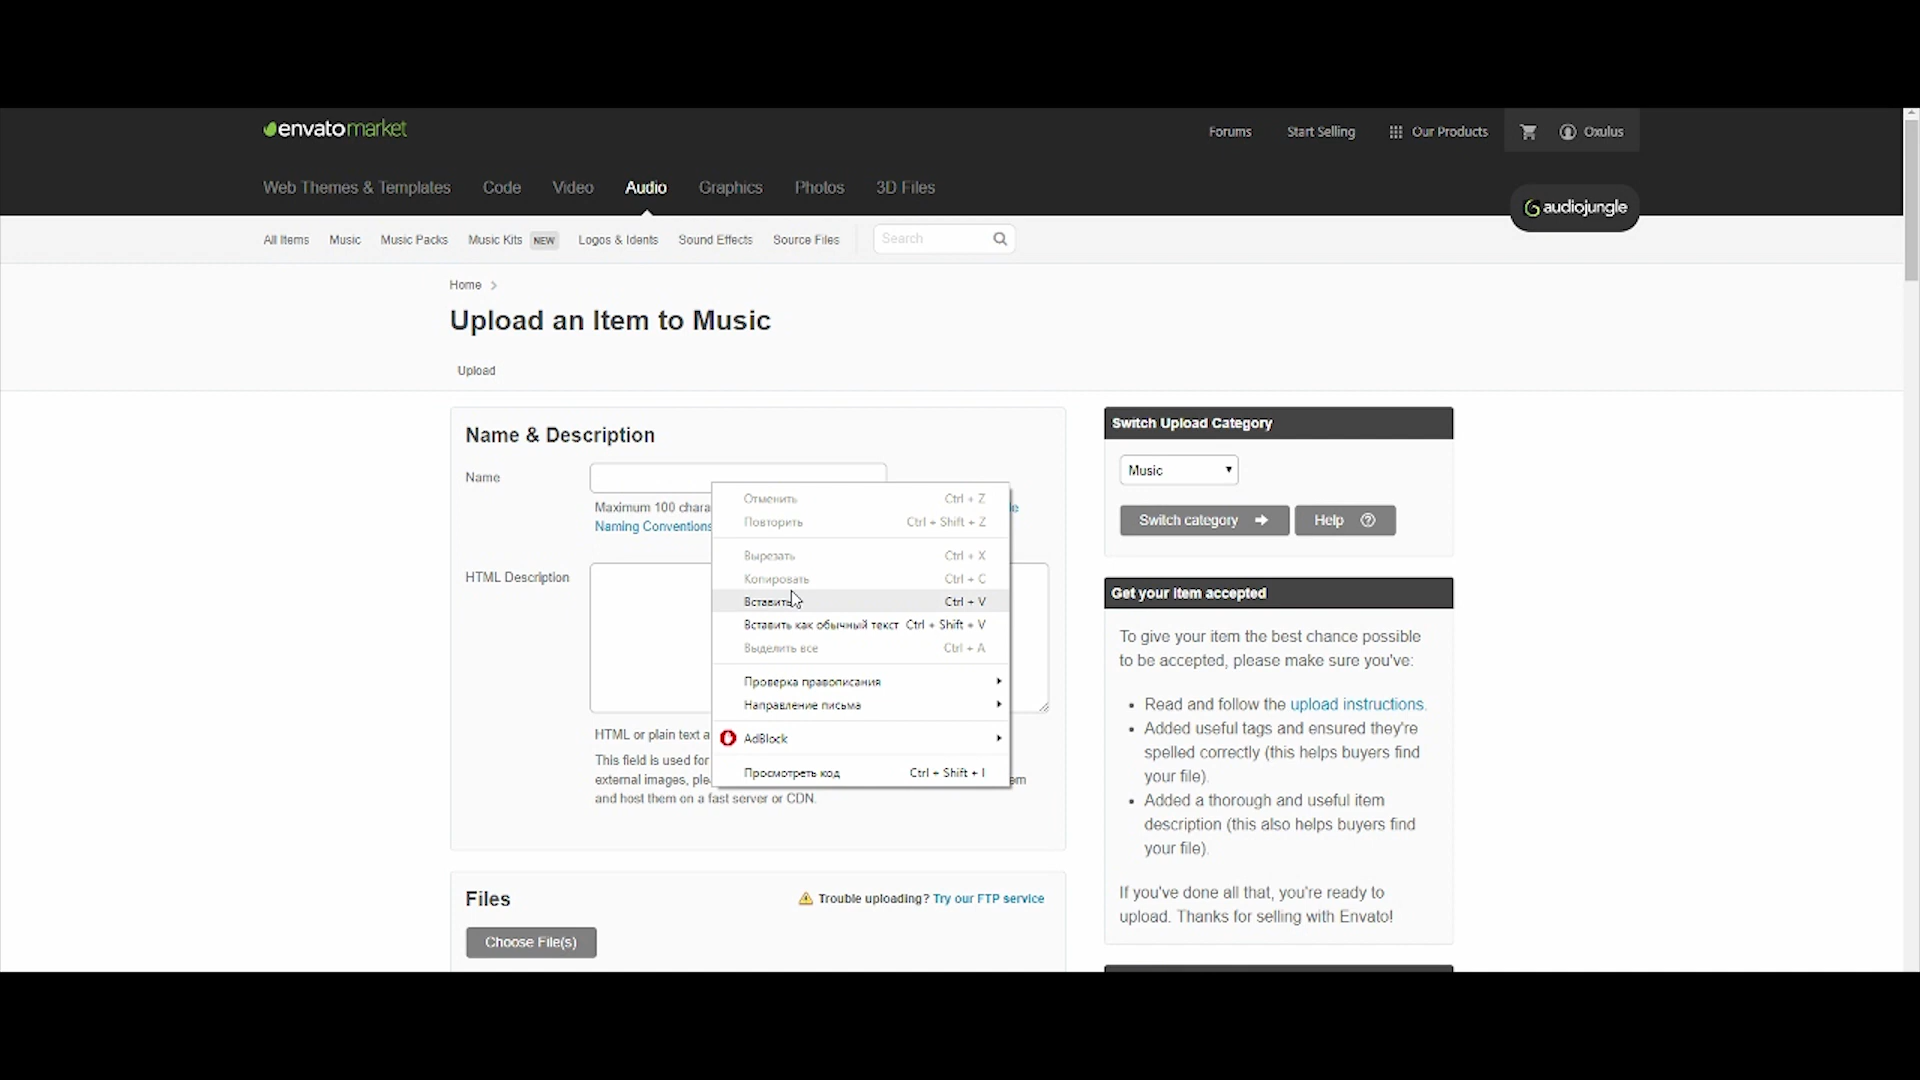 envatomarket
Forums Start Selling Our Products Oxulus
Web Themes & Templates Code Video Audio Graphics Photos 3D Files
audiojungle
All Items Music Music Packs Music Kits NEW Logos & Idents Sound Effects Source Files Search
Home
Upload an Item to Music
Upload
Name & Description
Name
Maximum 100 chara
Naming Conventions
HTML Description
HTML or plain text a
This field is used for
external images, ple
and host them on a fast server or CDN.
Отменить Ctrl + Z
Повторить Ctrl + Shift + Z
Вырезать Ctrl + X
Копировать Ctrl + C
Вставить Ctrl + V
Вставить как обычный текст Ctrl + Shift + V
Выделить все Ctrl + A
Проверка правописания
Направление письма
AdBlock
Просмотреть код Ctrl + Shift + I
Files
Trouble uploading? Try our FTP service
Choose File(s)
Switch Upload Category
Music
Switch category Help
Get your item accepted
To give your item the best chance possible
to be accepted, please make sure you've:
• Read and follow the upload instructions.
• Added useful tags and ensured they're
spelled correctly (this helps buyers find
your file).
• Added a thorough and useful item
description (this also helps buyers find
your file).
If you've done all that, you're ready to
upload. Thanks for selling with Envato!